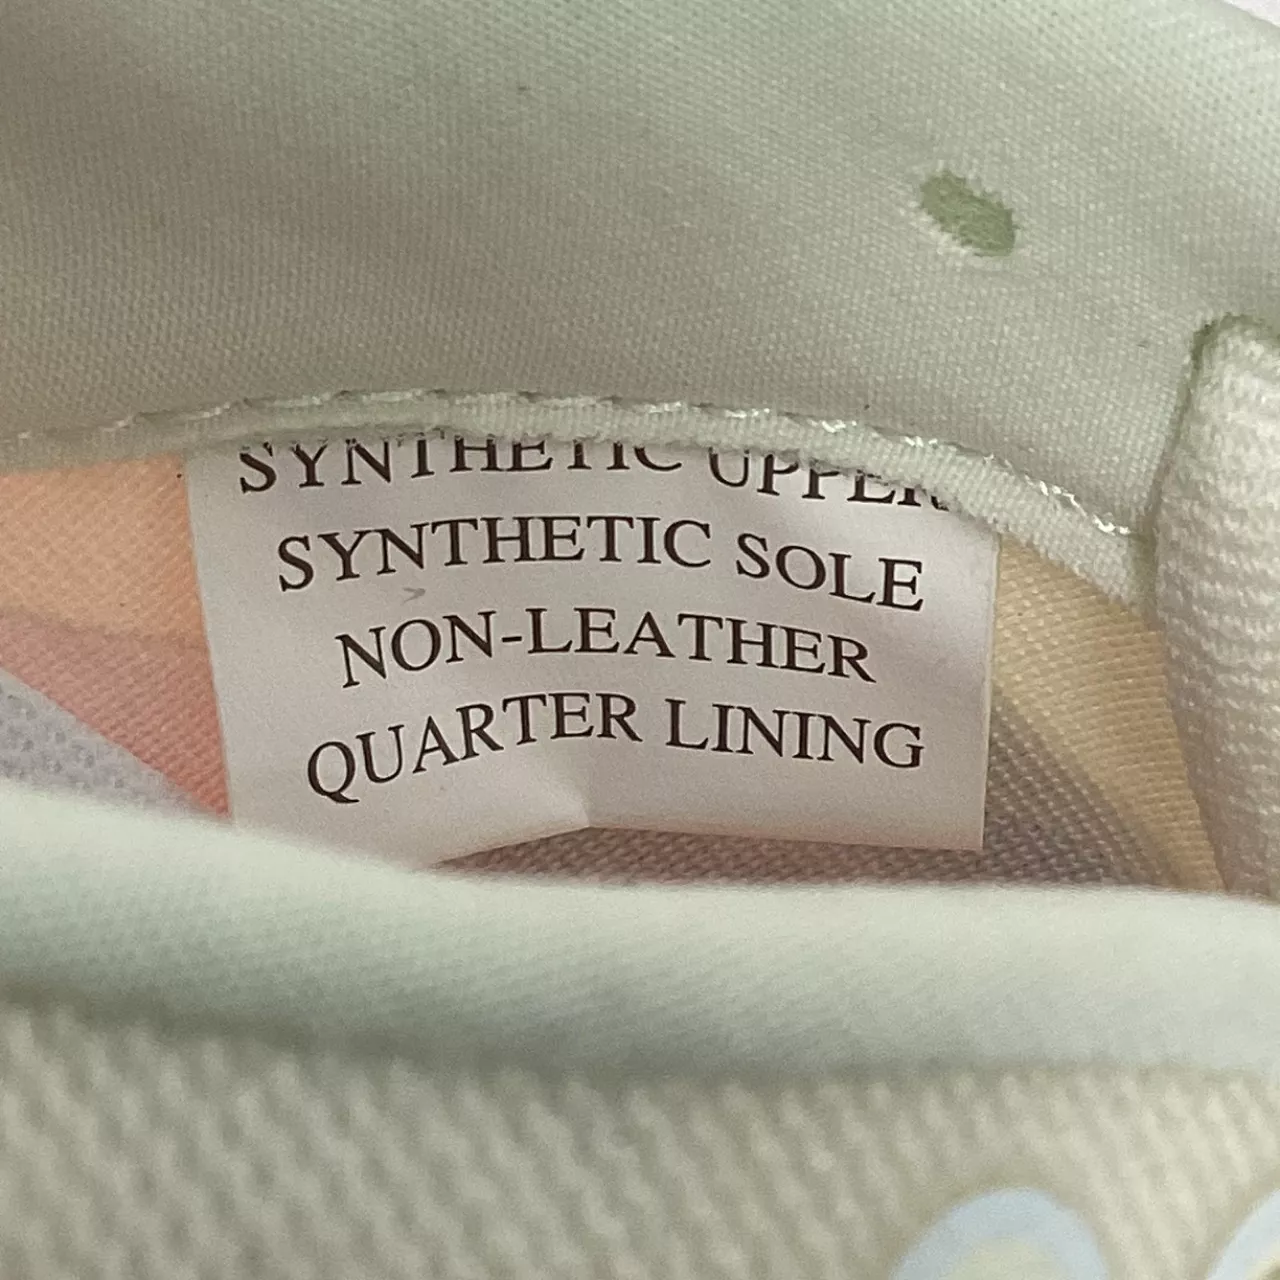 SYNTHETIC UPPER
SYNTHETIC SOLE
NON-LEATHER
QUARTER LINING